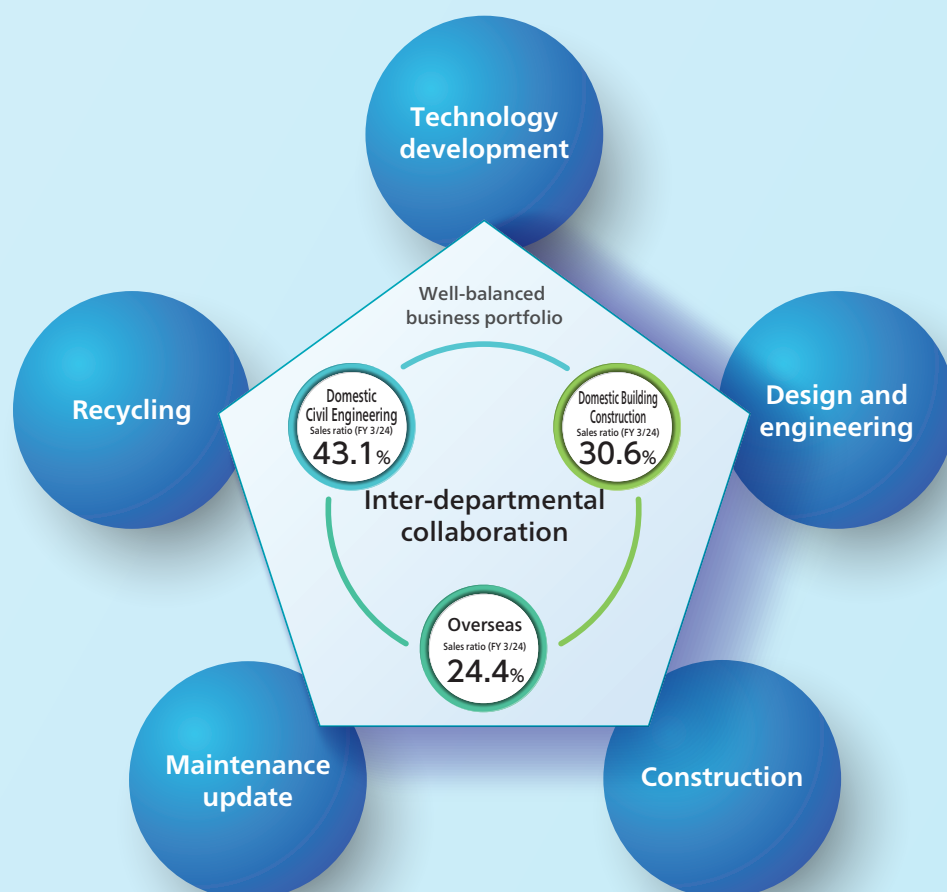 Technology
development
Well-balanced
business portfolio
Domestic
Civil Engineering
Sales ratio (FY 3/24)
43.1%
Domestic Building
Construction
Sales ratio (FY 3/24)
30.6%
Recycling
Design and
engineering
Inter-departmental
collaboration
Overseas
Sales ratio (FY 3/24)
24.4%
Maintenance
update
Construction